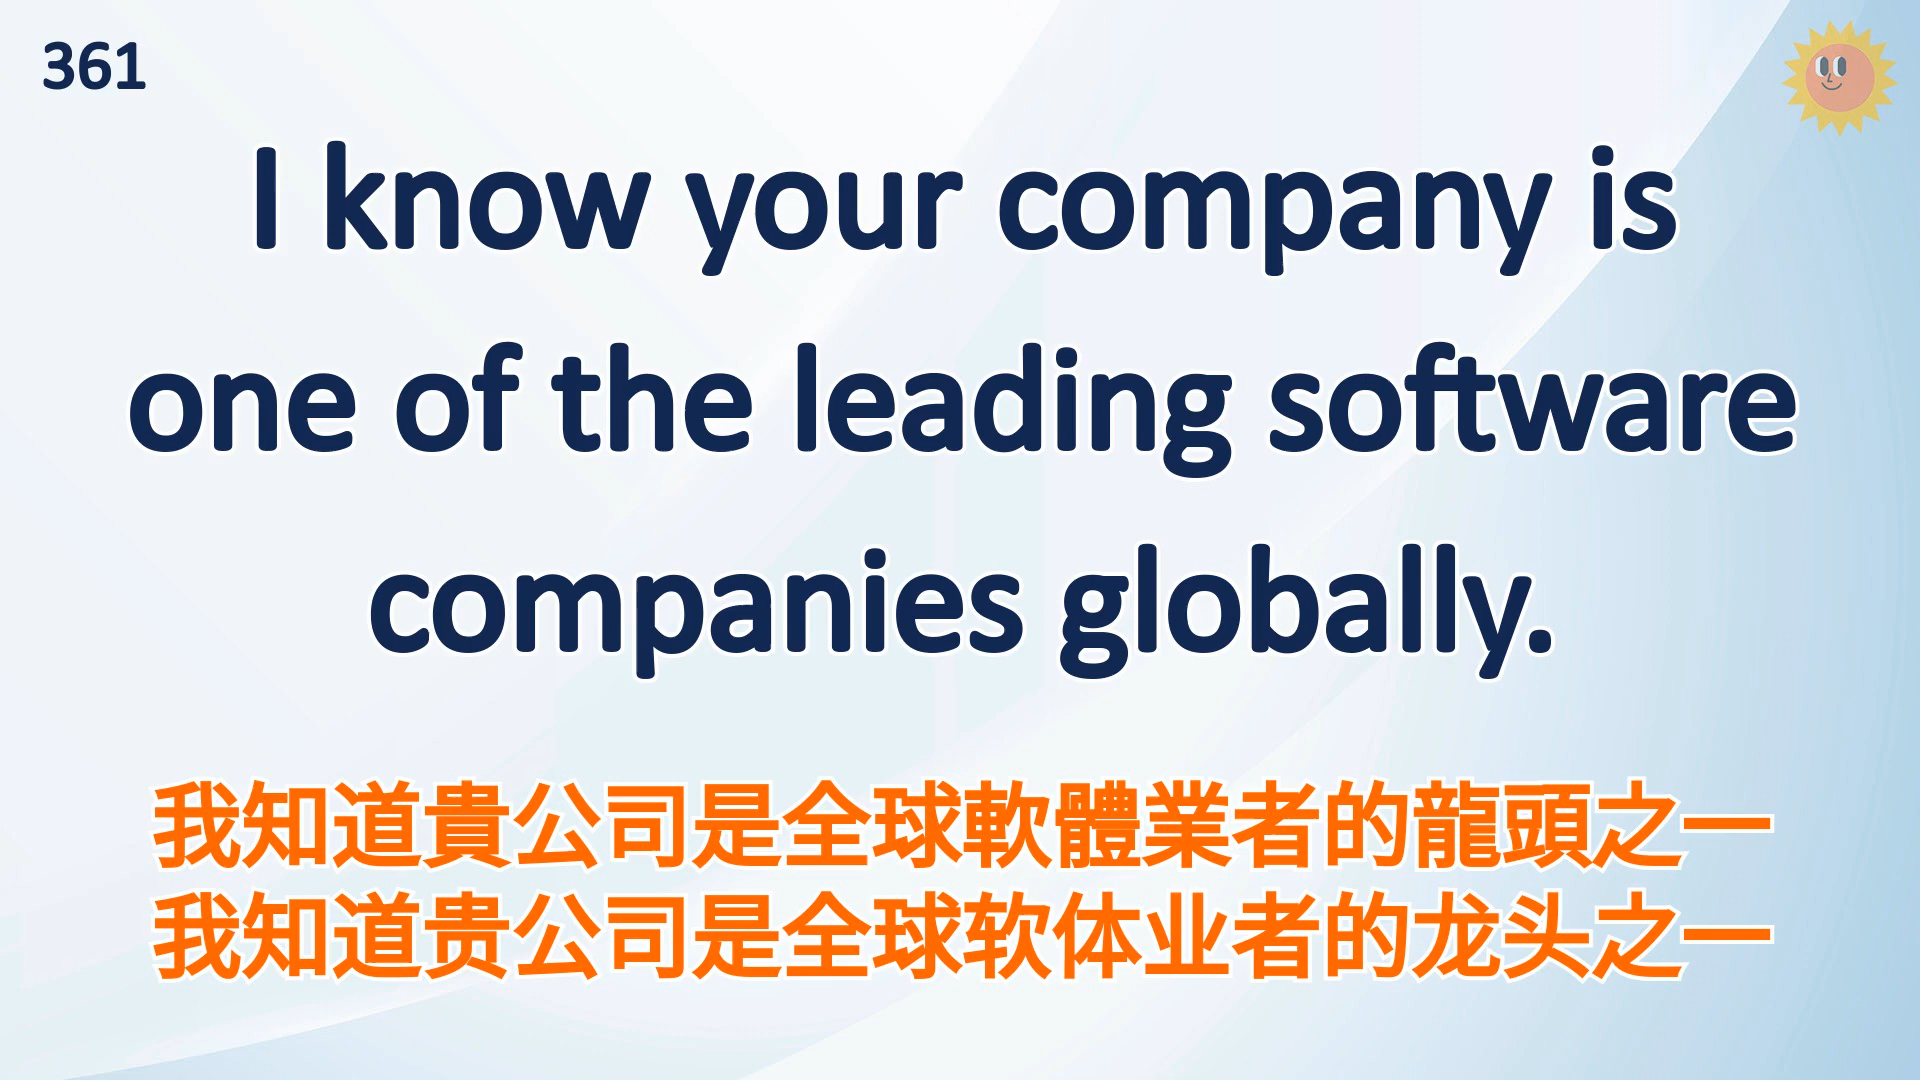 361
I know your company is
one of the leading software
companies globally.
我知道貴公司是全球軟體業者的龍頭之一
我知道贵公司是全球软体业者的龙头之一